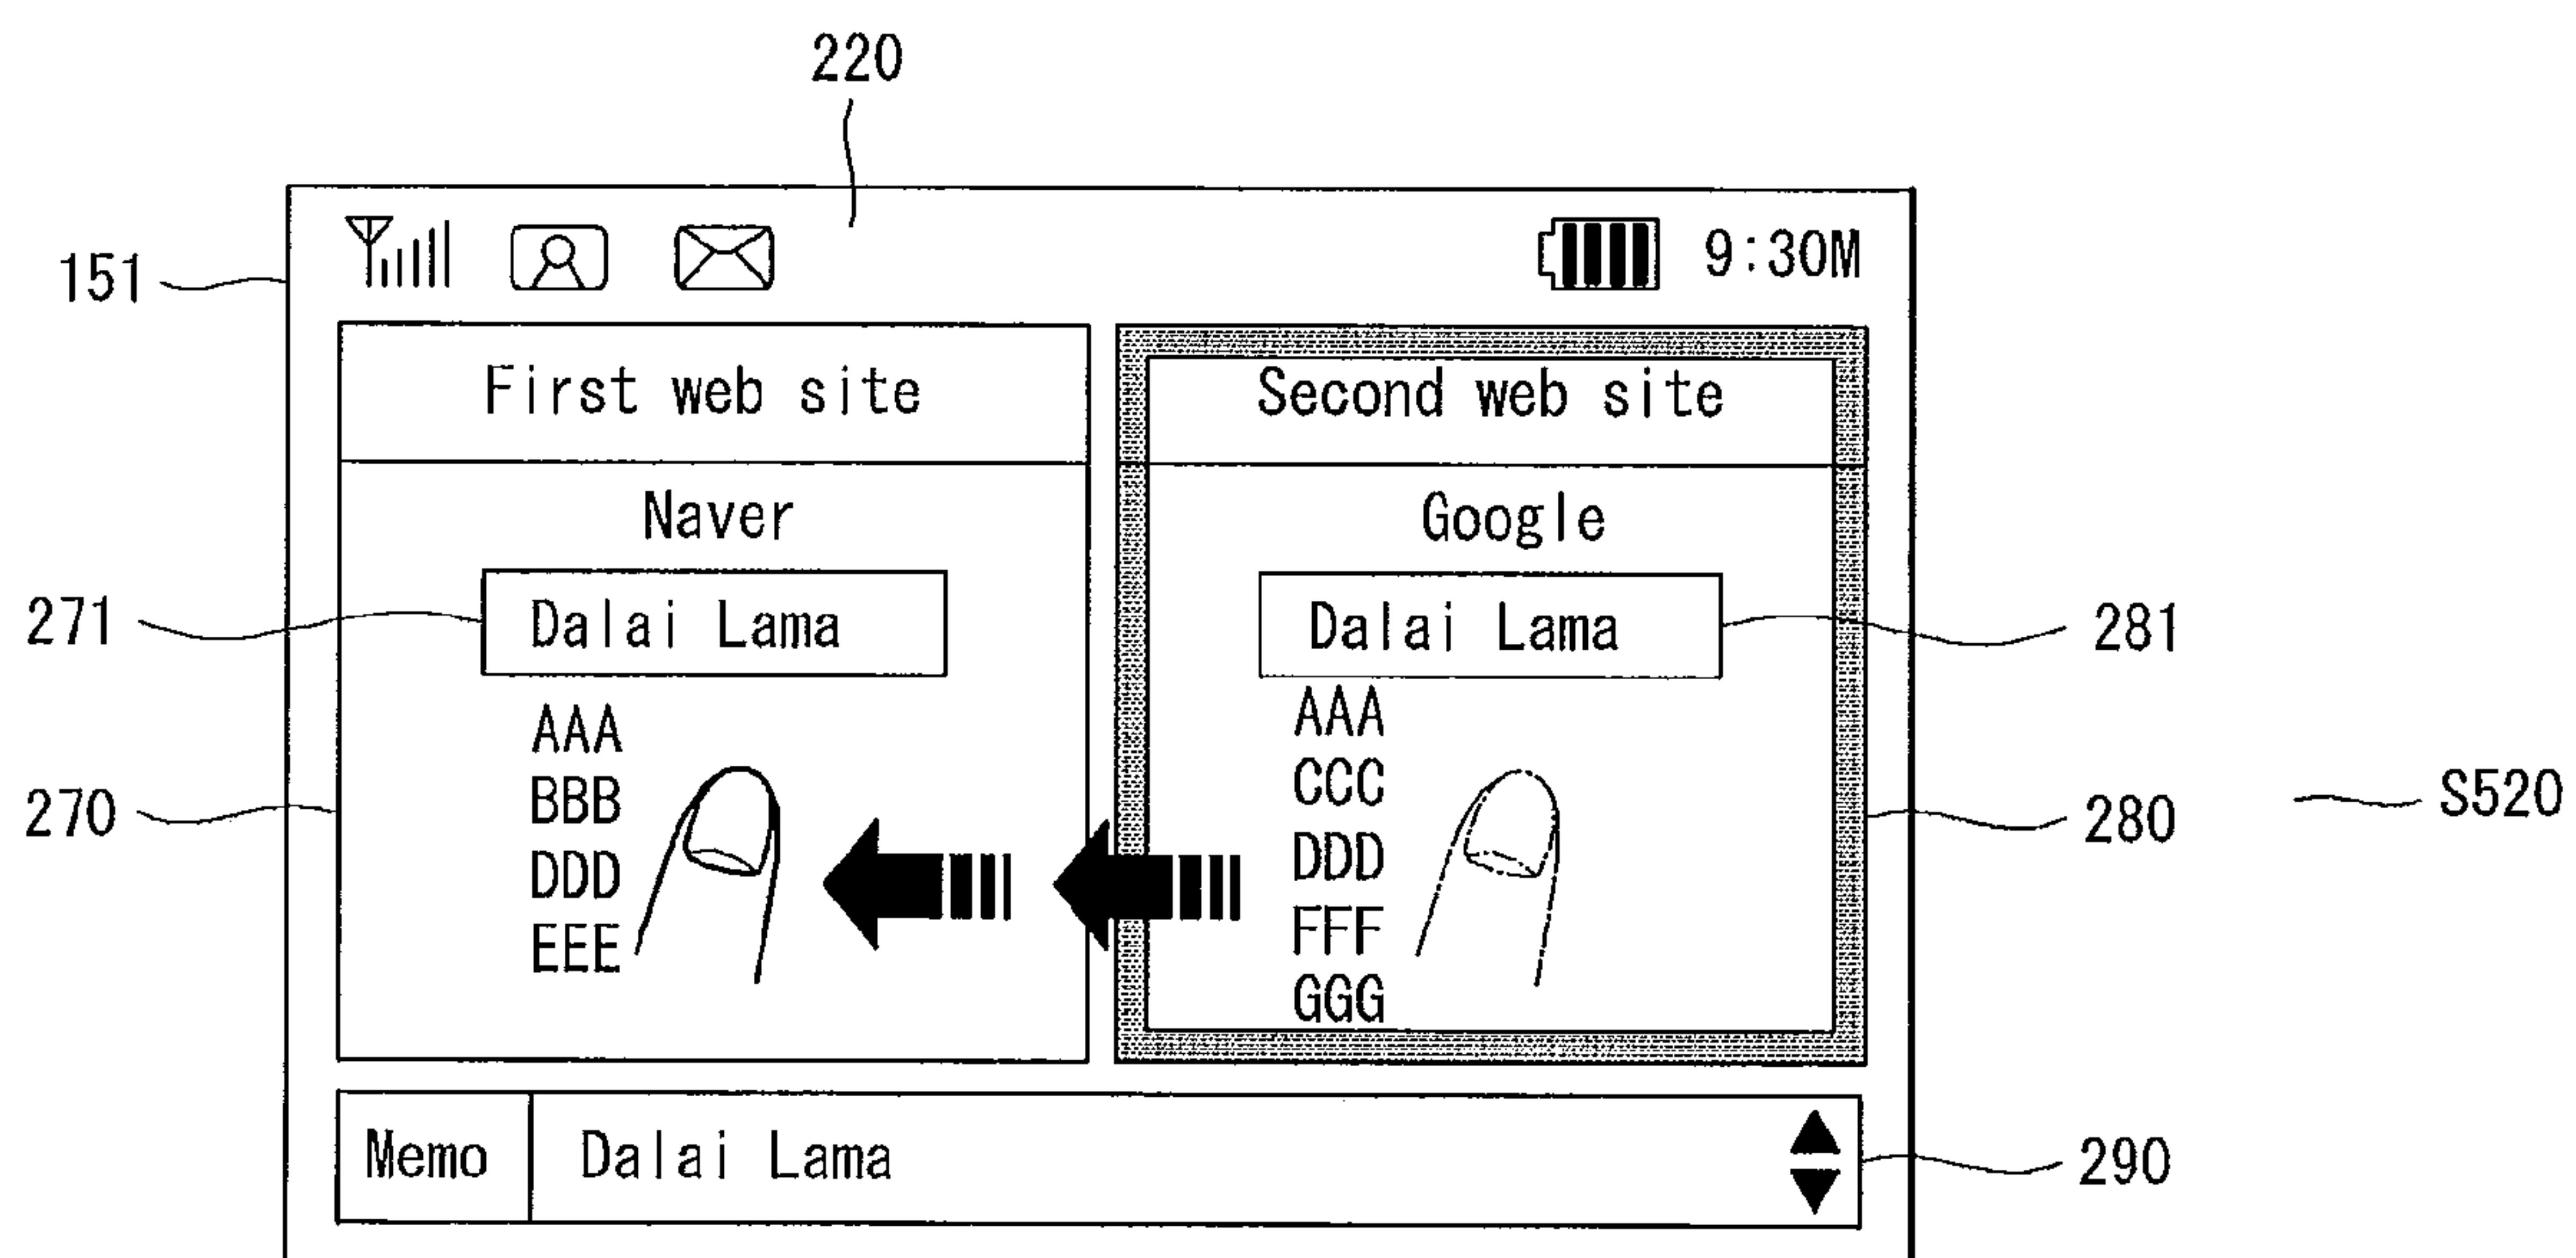 220
151
9:30M
First web site
Second web site
Naver
Google
271
Dalai Lama
Dalai Lama
281
AAA
BBB
DDD
EEE
AAA
CCC
DDD
FFF
GGG
270
280
S520
Memo
Dalai Lama
290